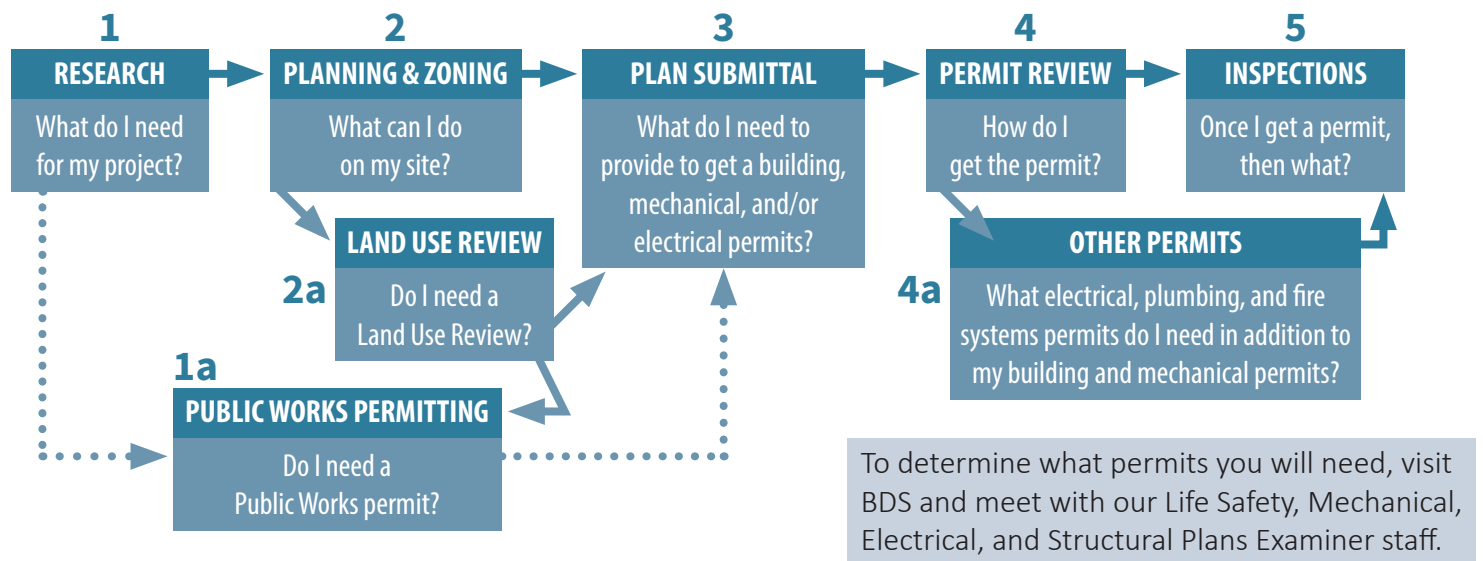 1
RESEARCH
What do I need
for my project?
2
PLANNING & ZONING
What can I do
on my site?
3
PLAN SUBMITTAL
What do I need to
provide to get a building,
mechanical, and/or
electrical permits?
4
PERMIT REVIEW
How do I
get the permit?
5
INSPECTIONS
Once I get a permit,
then what?
2a
LAND USE REVIEW
Do I need a
Land Use Review?
4a
OTHER PERMITS
What electrical, plumbing, and fire
systems permits do I need in addition to
my building and mechanical permits?
1a
PUBLIC WORKS PERMITTING
Do I need a
Public Works permit?
To determine what permits you will need, visit
BDS and meet with our Life Safety, Mechanical,
Electrical, and Structural Plans Examiner staff.